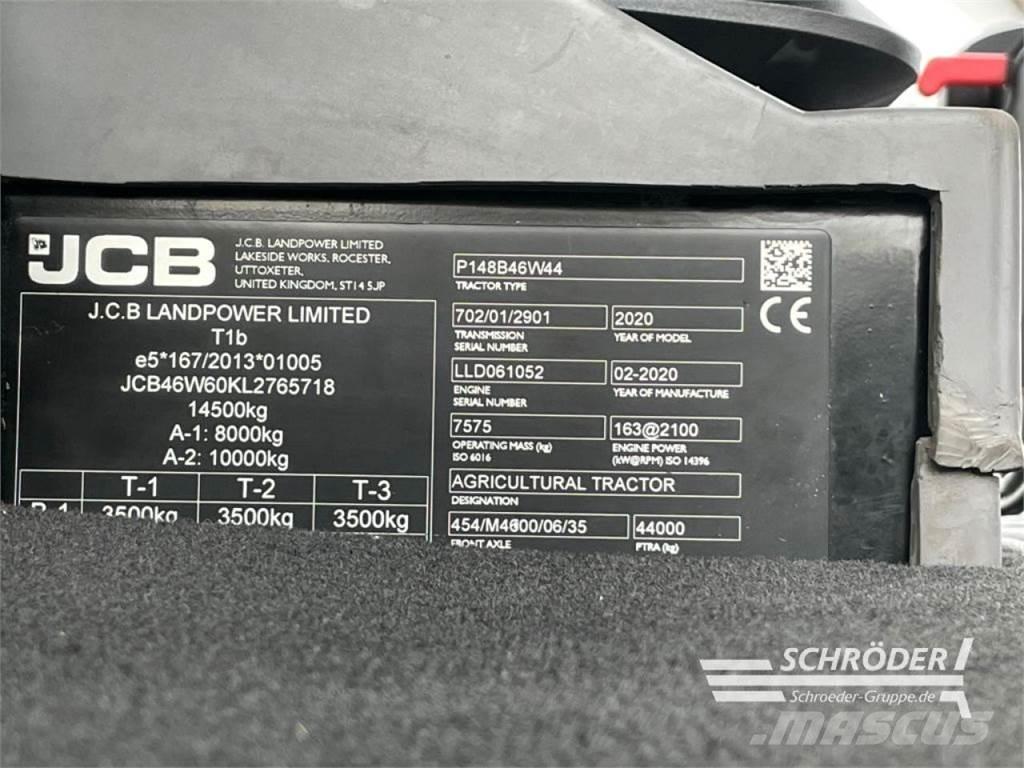 JCB
J.C.B. LANDPOWER LIMITED
LAKESIDE WORKS, ROCESTER,
UTTOXETER,
UNITED KINGDOM, ST14 5JP
J.C.B LANDPOWER LIMITED
T1b
e5*167/2013*01005
JCB46W60KL2765718
14500kg
A-1: 8000kg
A-2: 10000kg
T-1 T-2 T-3
B-1 3500kg 3500kg 3500kg
P148B46W44
TRACTOR TYPE
702/01/2901 2020
TRANSMISSION SERIAL NUMBER YEAR OF MODEL
LLD061052 02-2020
ENGINE SERIAL NUMBER YEAR OF MANUFACTURE
7575 163@2100
OPERATING MASS (kg) ISO 6016 ENGINE POWER (kW@RPM) ISO 14396
AGRICULTURAL TRACTOR
DESIGNATION
454/M4600/06/35 44000
FRONT AXLE PTRA (kg)
CE
SCHRÖDER
Schroeder-Gruppe.de
mascus